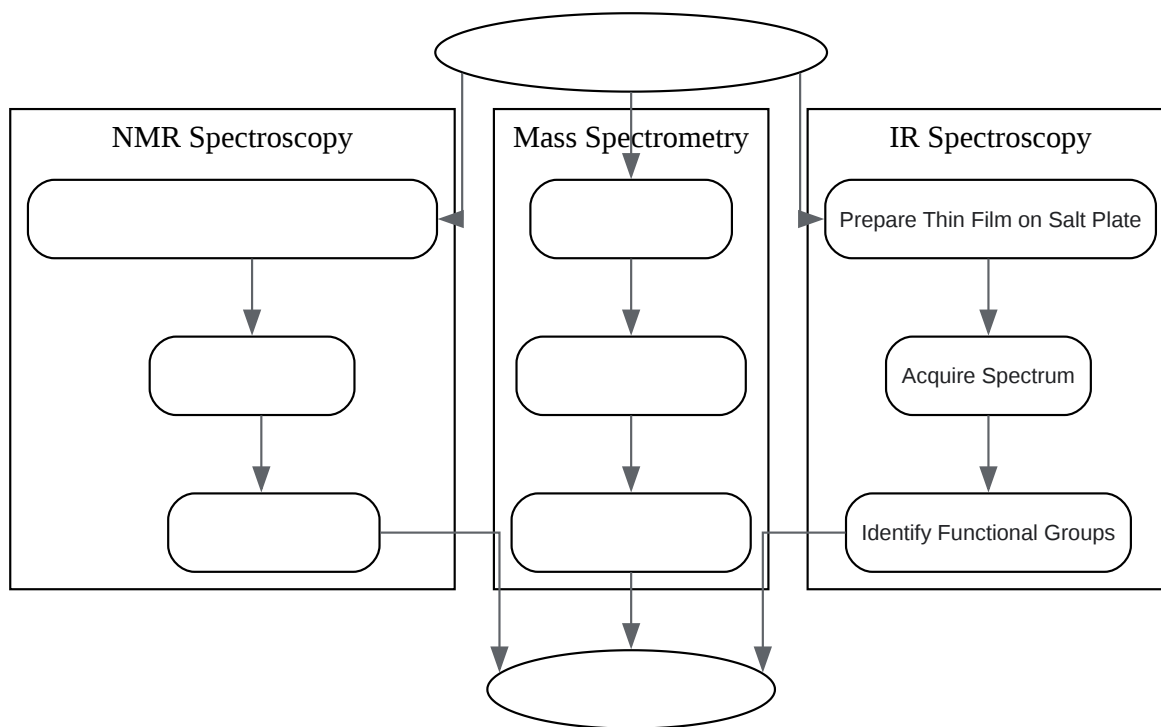 NMR Spectroscopy
Mass Spectrometry
IR Spectroscopy
Prepare Thin Film on Salt Plate
Acquire Spectrum
Identify Functional Groups